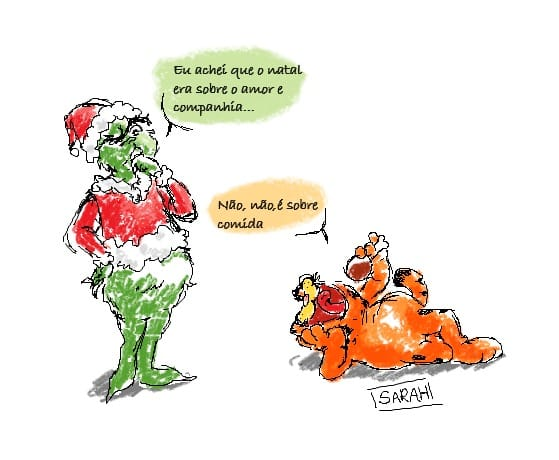 Eu achei que o natal
era sobre o amor e
companhia...
Não, não, é sobre
comida
SARAH